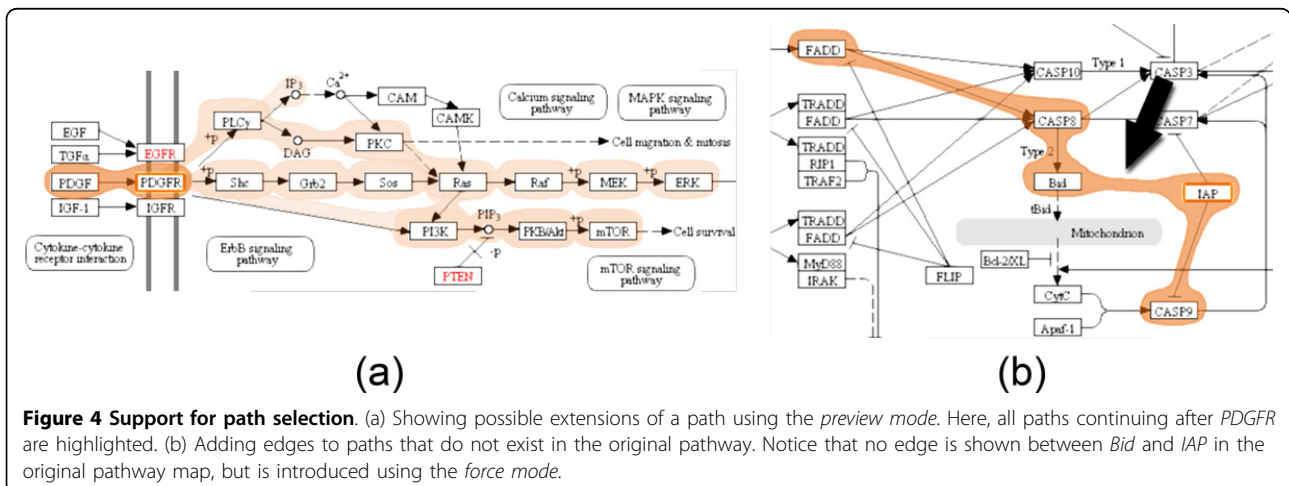 IP3
Ca2+
CAM
Calcium signaling
pathway
MAPK signaling
pathway
PLCγ
CAMK
EGF
+p
DAG
PKC
Cell migration & mitosis
TGFα
EGFR
+p
PDGF
PDGFR
Shc
Grb2
Sos
Ras
Raf
+p
MEK
+p
ERK
IGF-1
IGFR
PI3K
PIP3
PKB/Akt
+p
mTOR
Cell survival
Cytokine-cytokine
receptor interaction
ErbB signaling
pathway
-p
PTEN
mTOR signaling
pathway
(a)
FADD
CASP10
Type 1
CASP3
TRADD
FADD
CASP8
CASP7
TRADD
RIP1
TRAF2
Type 2
Bid
IAP
tBid
TRADD
FADD
Mitochondrion
MyD88
IRAK
FLIP
Bcl-2/XL
CytC
CASP9
Apaf-1
(b)
Figure 4 Support for path selection. (a) Showing possible extensions of a path using the preview mode. Here, all paths continuing after PDGFR
are highlighted. (b) Adding edges to paths that do not exist in the original pathway. Notice that no edge is shown between Bid and IAP in the
original pathway map, but is introduced using the force mode.